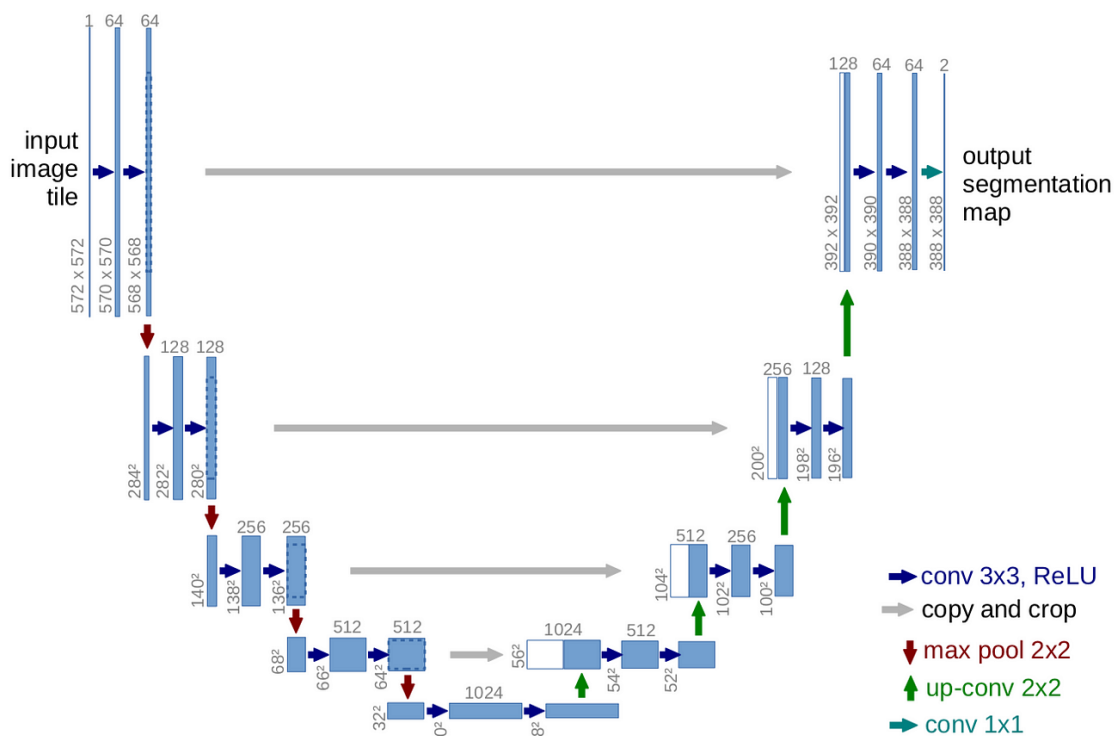 1
64
64
input
image
tile
572 x 572
570 x 570
568 x 568
128
64
64
2
392 x 392
390 x 390
388 x 388
388 x 388
output
segmentation
map
128
128
284²
282²
280²
256
128
200²
198²
196²
256
256
140²
138²
136²
512
256
104²
102²
100²
512
512
68²
66²
64²
1024
512
56²
54²
52²
1024
32²
conv 3x3, ReLU
copy and crop
max pool 2x2
up-conv 2x2
conv 1x1